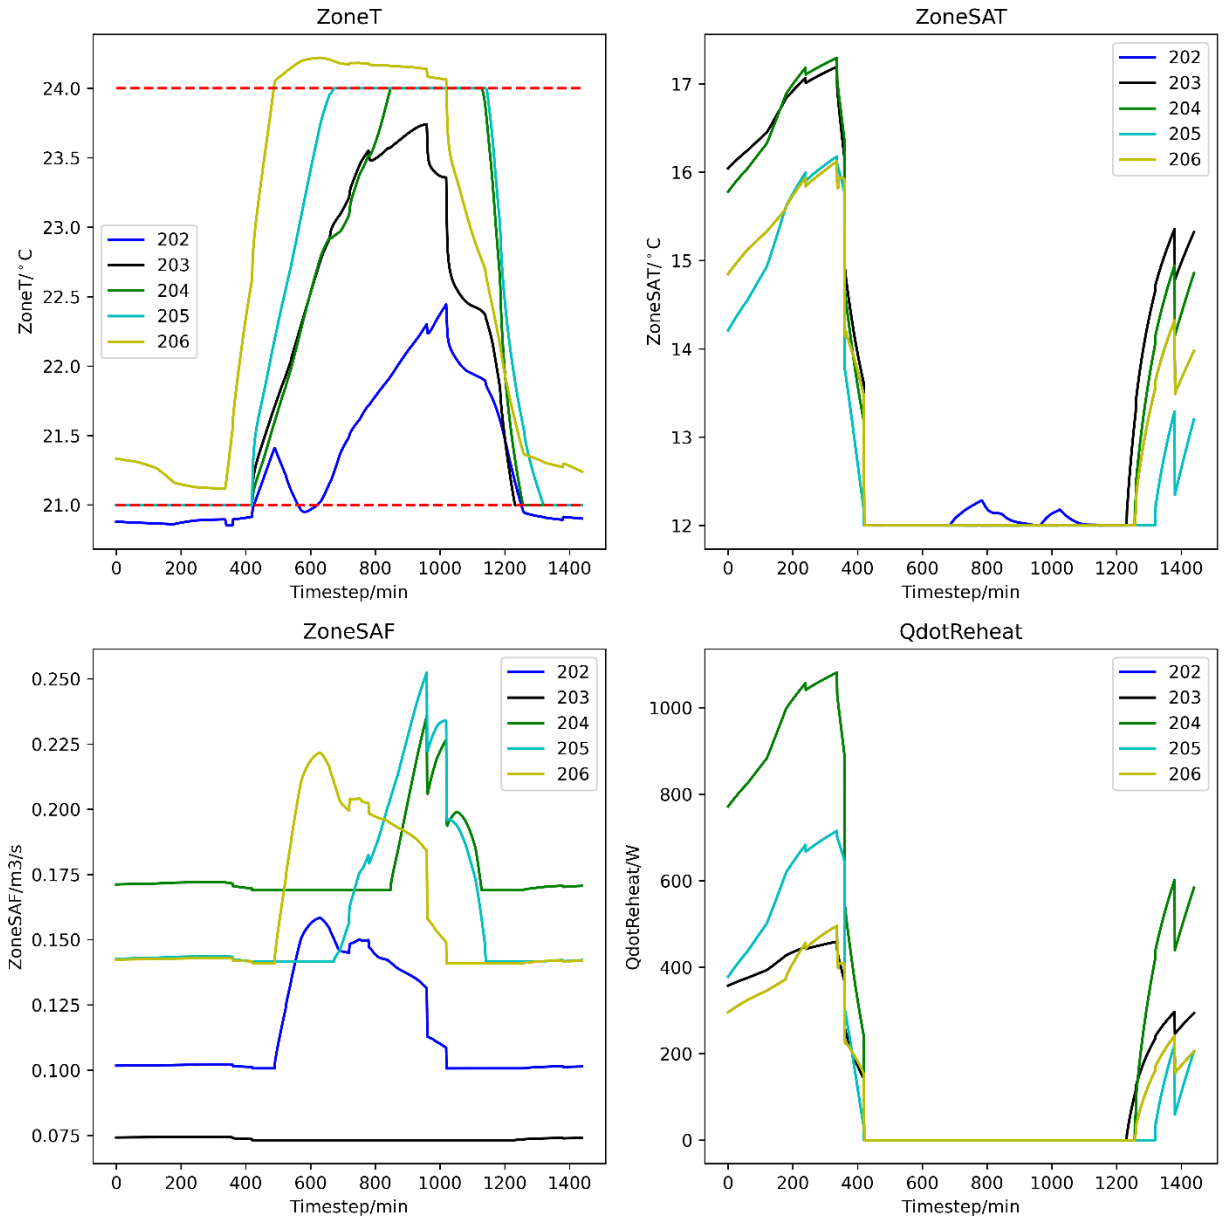 ZoneT
ZoneT/°C
24.0
23.5
23.0
22.5
22.0
21.5
21.0
202
203
204
205
206
0 200 400 600 800 1000 1200 1400
Timestep/min
ZoneSAT
ZoneSAT/°C
17
16
15
14
13
12
202
203
204
205
206
0 200 400 600 800 1000 1200 1400
Timestep/min
ZoneSAF
ZoneSAF/m3/s
0.250
0.225
0.200
0.175
0.150
0.125
0.100
0.075
202
203
204
205
206
0 200 400 600 800 1000 1200 1400
Timestep/min
QdotReheat
QdotReheat/W
1000
800
600
400
200
0
202
203
204
205
206
0 200 400 600 800 1000 1200 1400
Timestep/min